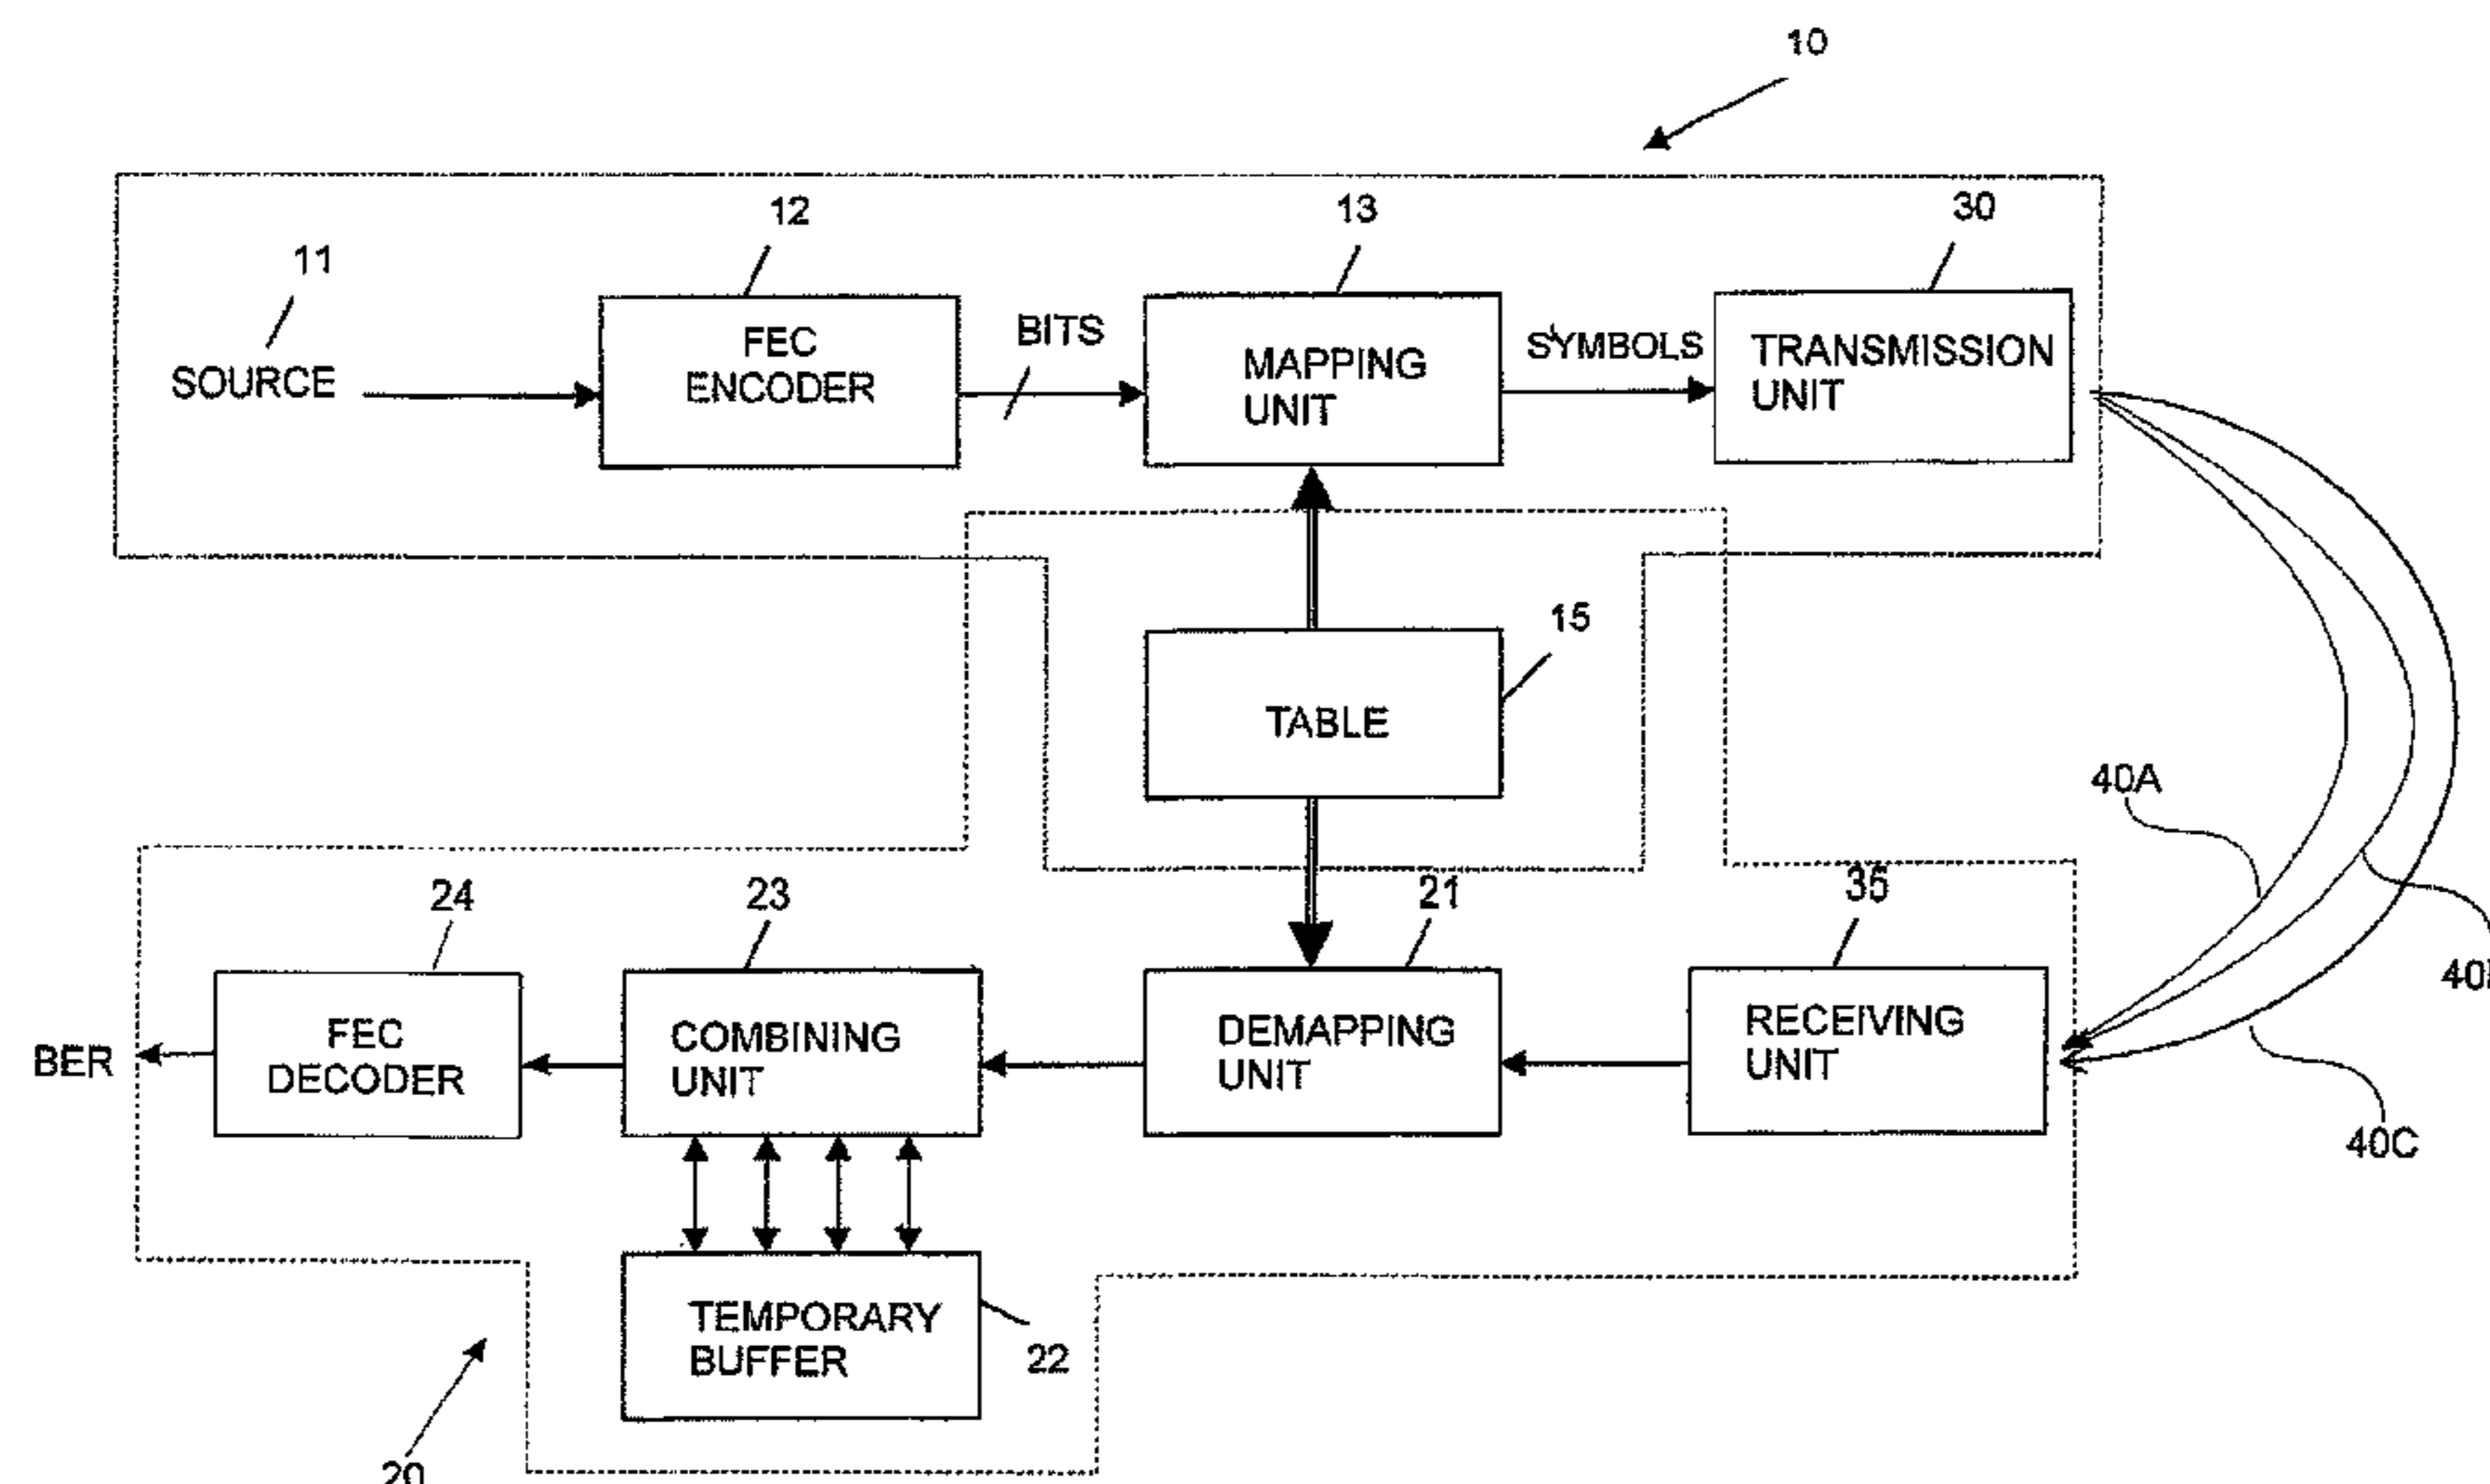 10
12
13
30
11
SOURCE
FEC
ENCODER
BITS
MAPPING
UNIT
SYMBOLS
TRANSMISSION
UNIT
15
TABLE
40A
24
23
21
35
BER
FEC
DECODER
COMBINING
UNIT
DEMAPPING
UNIT
RECEIVING
UNIT
40C
TEMPORARY
BUFFER
22
20